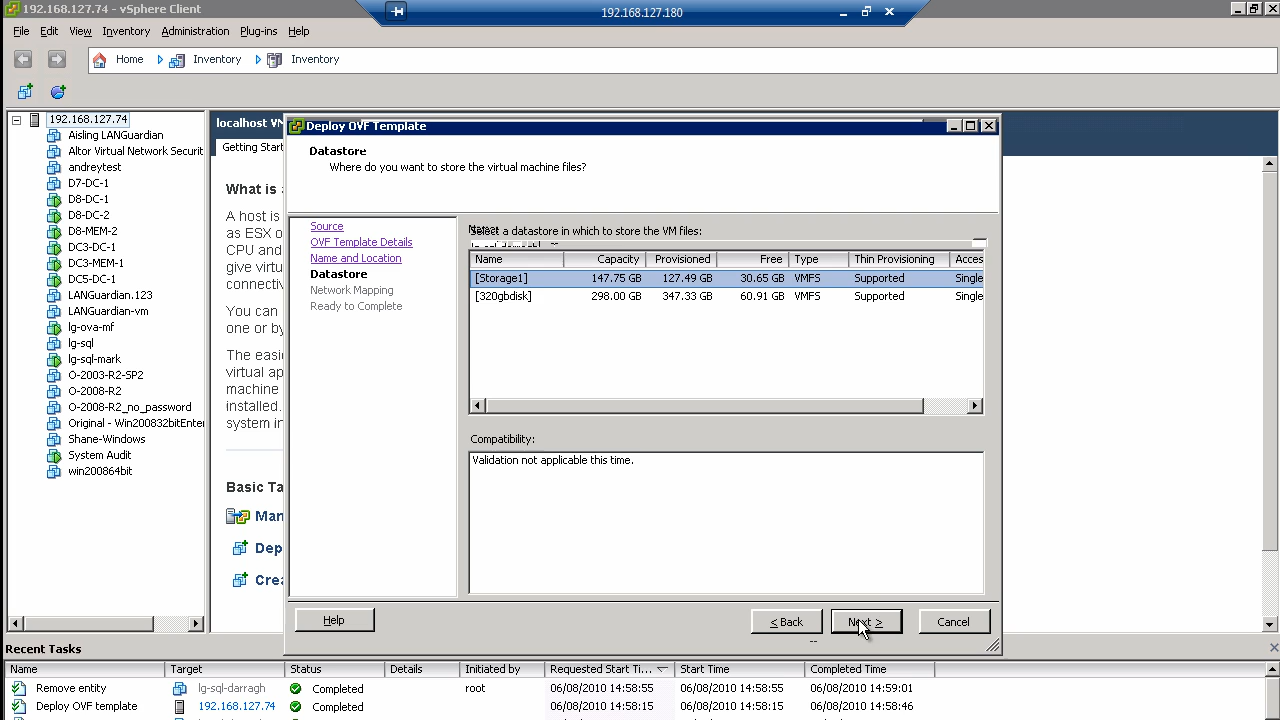 192.168.127.74 - vSphere Client
192.168.127.180
File Edit View Inventory Administration Plug-ins Help
Home Inventory Inventory
192.168.127.74
Aisling LANGuardian
Altor Virtual Network Securit
andreytest
D7-DC-1
D8-DC-1
D8-DC-2
D8-MEM-2
DC3-DC-1
DC3-MEM-1
DC5-DC-1
LANGuardian.123
LANGuardian-vm
lg-ova-mf
lg-sql
lg-sql-mark
O-2003-R2-SP2
O-2008-R2
O-2008-R2_no_password
Original - Win200832bitEnter
Shane-Windows
System Audit
win200864bit
localhost VM
Getting Start
What is
A host is
as ESX o
CPU and
give virtu
connectiv
You can
one or by
The easie
virtual ap
machine
installed.
system in
Basic Ta
Man
Dep
Crea
Deploy OVF Template
Datastore
Where do you want to store the virtual machine files?
Source
OVF Template Details
Name and Location
Datastore
Network Mapping
Ready to Complete
Select a datastore in which to store the VM files:
Name Capacity Provisioned Free Type Thin Provisioning Acces
[Storage1] 147.75 GB 127.49 GB 30.65 GB VMFS Supported Single
[320gbdisk] 298.00 GB 347.33 GB 60.91 GB VMFS Supported Single
Compatibility:
Validation not applicable this time.
Help < Back Next > Cancel
Recent Tasks
Name Target Status Details Initiated by Requested Start Ti... Start Time Completed Time
Remove entity lg-sql-darragh Completed root 06/08/2010 14:58:55 06/08/2010 14:58:55 06/08/2010 14:59:01
Deploy OVF template 192.168.127.74 Completed 06/08/2010 14:58:15 06/08/2010 14:58:15 06/08/2010 14:58:46